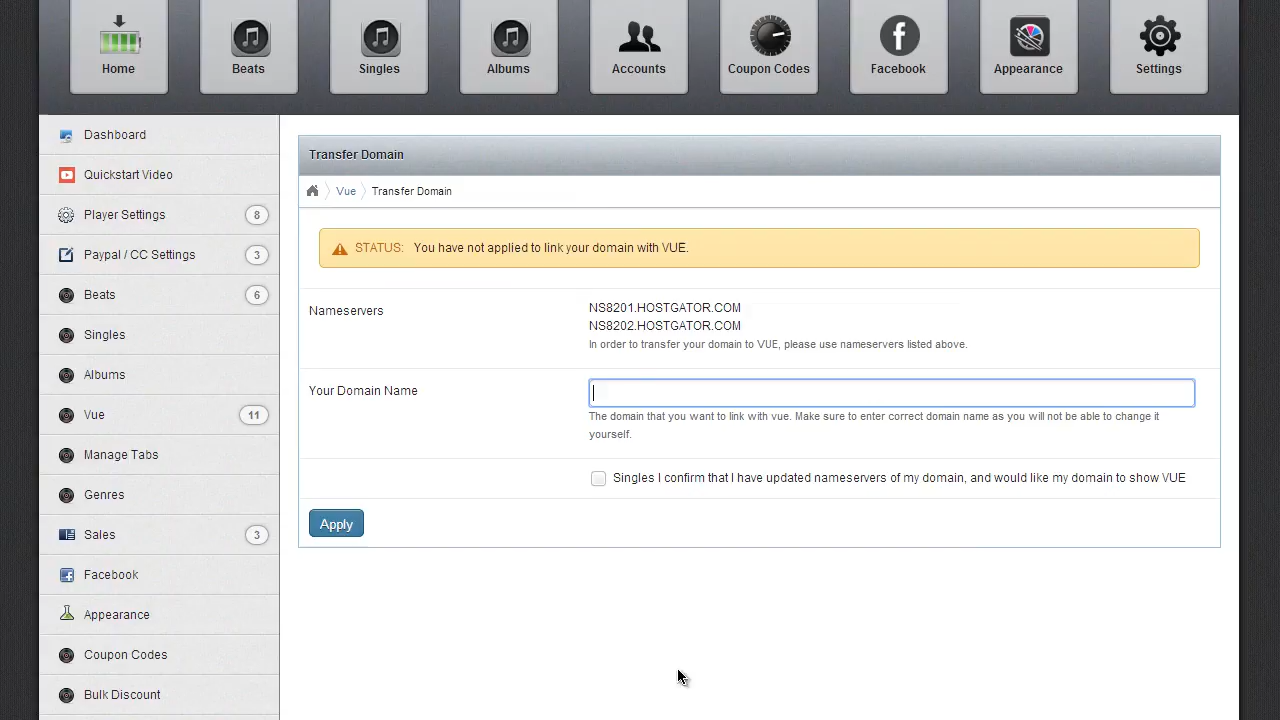 Home
Beats
Singles
Albums
Accounts
Coupon Codes
Facebook
Appearance
Settings
Dashboard
Quickstart Video
Player Settings 8
Paypal / CC Settings 3
Beats 6
Singles
Albums
Vue 11
Manage Tabs
Genres
Sales 3
Facebook
Appearance
Coupon Codes
Bulk Discount
Transfer Domain
Vue Transfer Domain
STATUS: You have not applied to link your domain with VUE.
Nameservers
NS8201.HOSTGATOR.COM
NS8202.HOSTGATOR.COM
In order to transfer your domain to VUE, please use nameservers listed above.
Your Domain Name
The domain that you want to link with vue. Make sure to enter correct domain name as you will not be able to change it
yourself.
Singles I confirm that I have updated nameservers of my domain, and would like my domain to show VUE
Apply